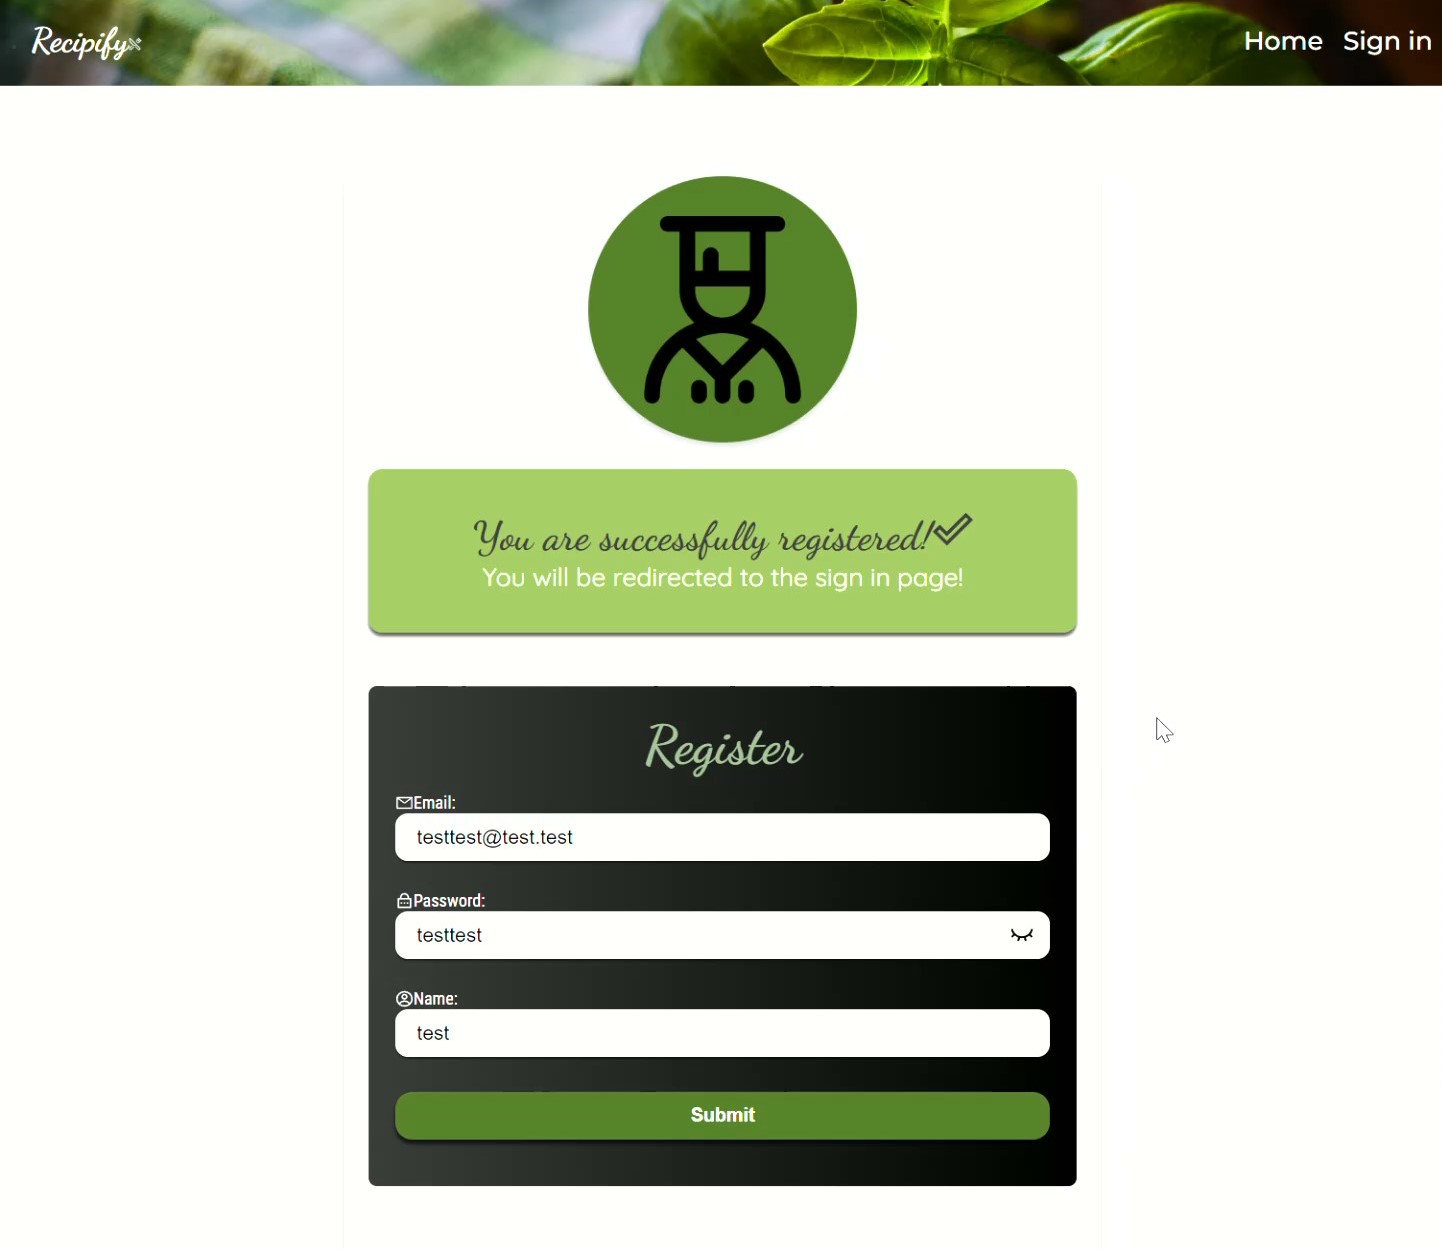 Recipify
Home Sign in
You are successfully registered!
You will be redirected to the sign in page!
Register
Email:
testtest@test.test
Password:
testtest
Name:
test
Submit